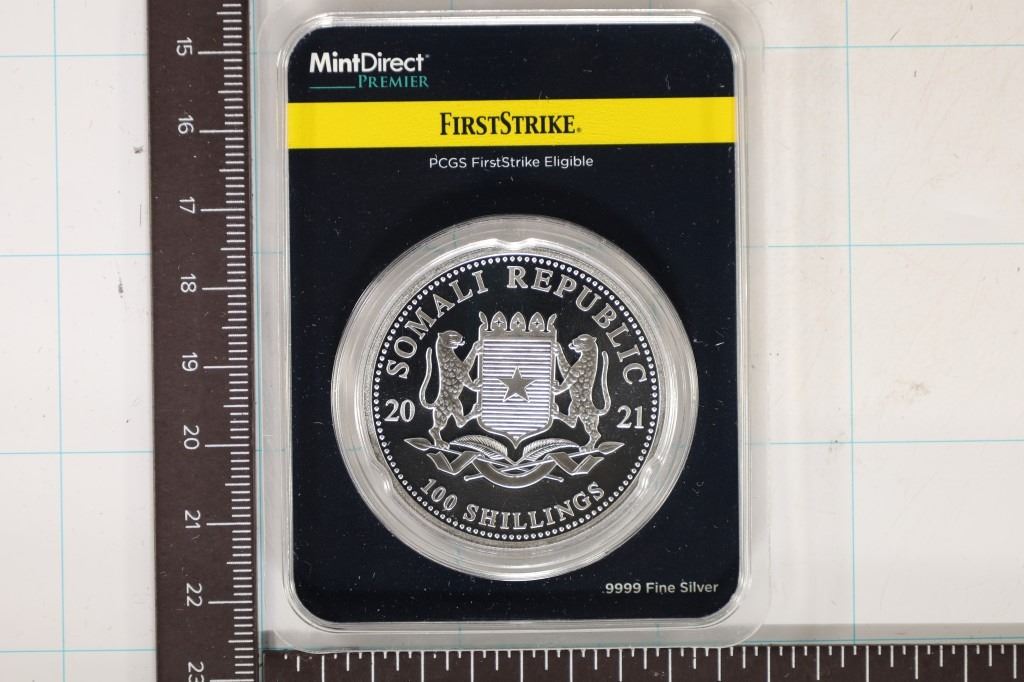 MintDirect®
PREMIER
FIRSTSTRIKE®
PCGS FirstStrike Eligible
SOMALI REPUBLIC
20 21
100 SHILLINGS
.9999 Fine Silver
15
16
17
18
19
20
21
22
23